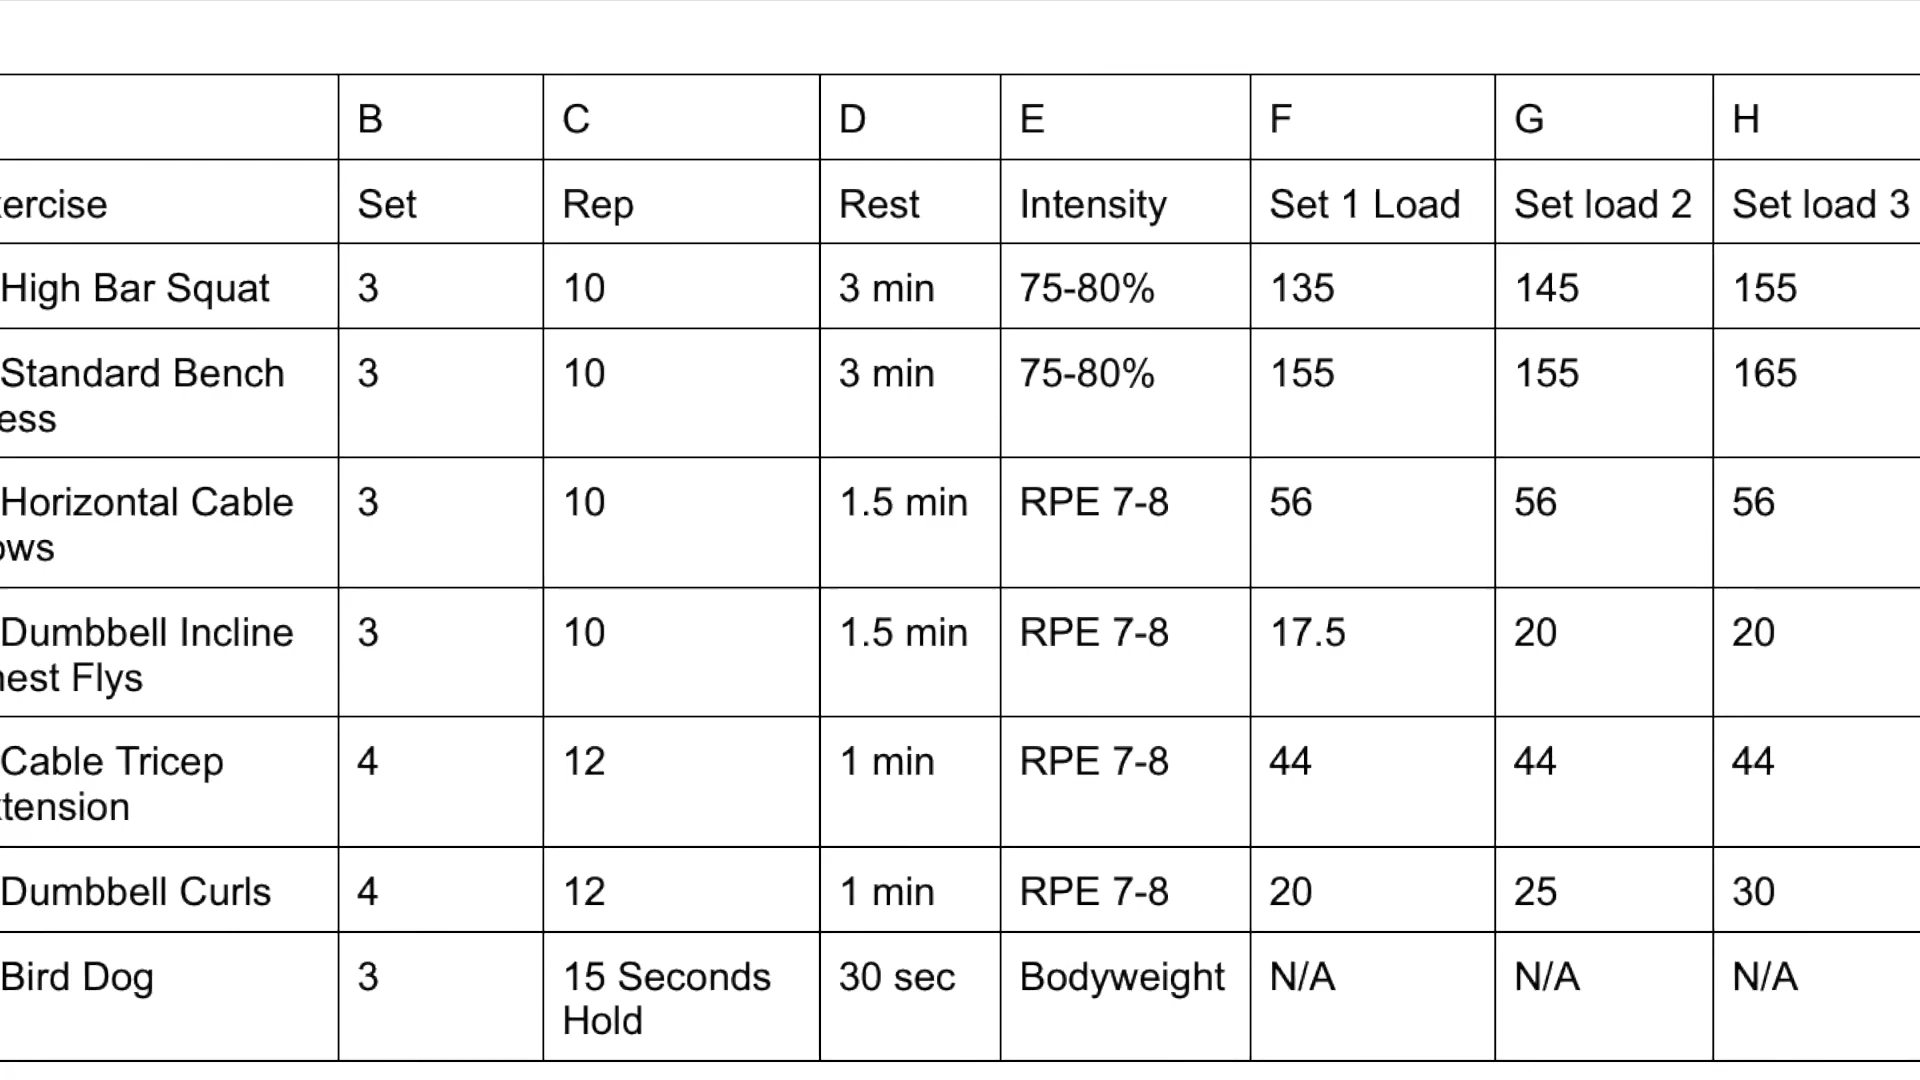 B C D E F G H
ercise Set Rep Rest Intensity Set 1 Load Set load 2 Set load 3
High Bar Squat 3 10 3 min 75-80% 135 145 155
Standard Bench 3 10 3 min 75-80% 155 155 165
ess
Horizontal Cable 3 10 1.5 min RPE 7-8 56 56 56
ows
Dumbbell Incline 3 10 1.5 min RPE 7-8 17.5 20 20
est Flys
Cable Tricep 4 12 1 min RPE 7-8 44 44 44
tension
Dumbbell Curls 4 12 1 min RPE 7-8 20 25 30
Bird Dog 3 15 Seconds 30 sec Bodyweight N/A N/A N/A
Hold